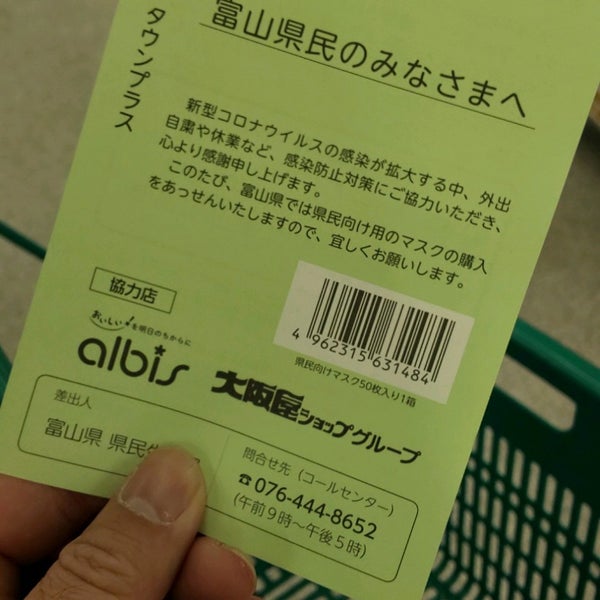 タウンプラス
富山県民のみなさまへ
新型コロナウイルスの感染が拡大する中、外出
自粛や休業など、感染防止対策にご協力いただき、
心より感謝申し上げます。
このたび、富山県では県民向け用のマスクの購入
をあっせんいたしますので、宜しくお願いします。
協力店
おいしい!を明日のちからに
albis
大阪屋ショップグループ
4 962315 631484
県民向けマスク50枚入り1箱
差出人
富山県 県民
問合せ先（コールセンター）
☎076-444-8652
（午前9時～午後5時）